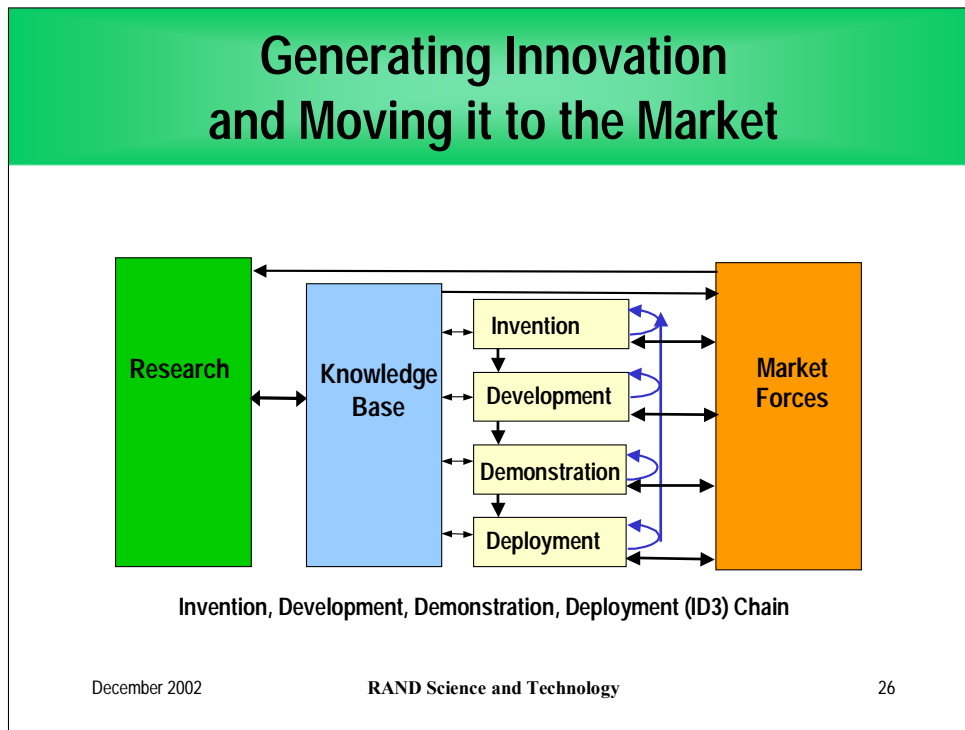 Generating Innovation
and Moving it to the Market
Research
Knowledge
Base
Invention
Development
Demonstration
Deployment
Market
Forces
Invention, Development, Demonstration, Deployment (ID3) Chain
December 2002
RAND Science and Technology
26